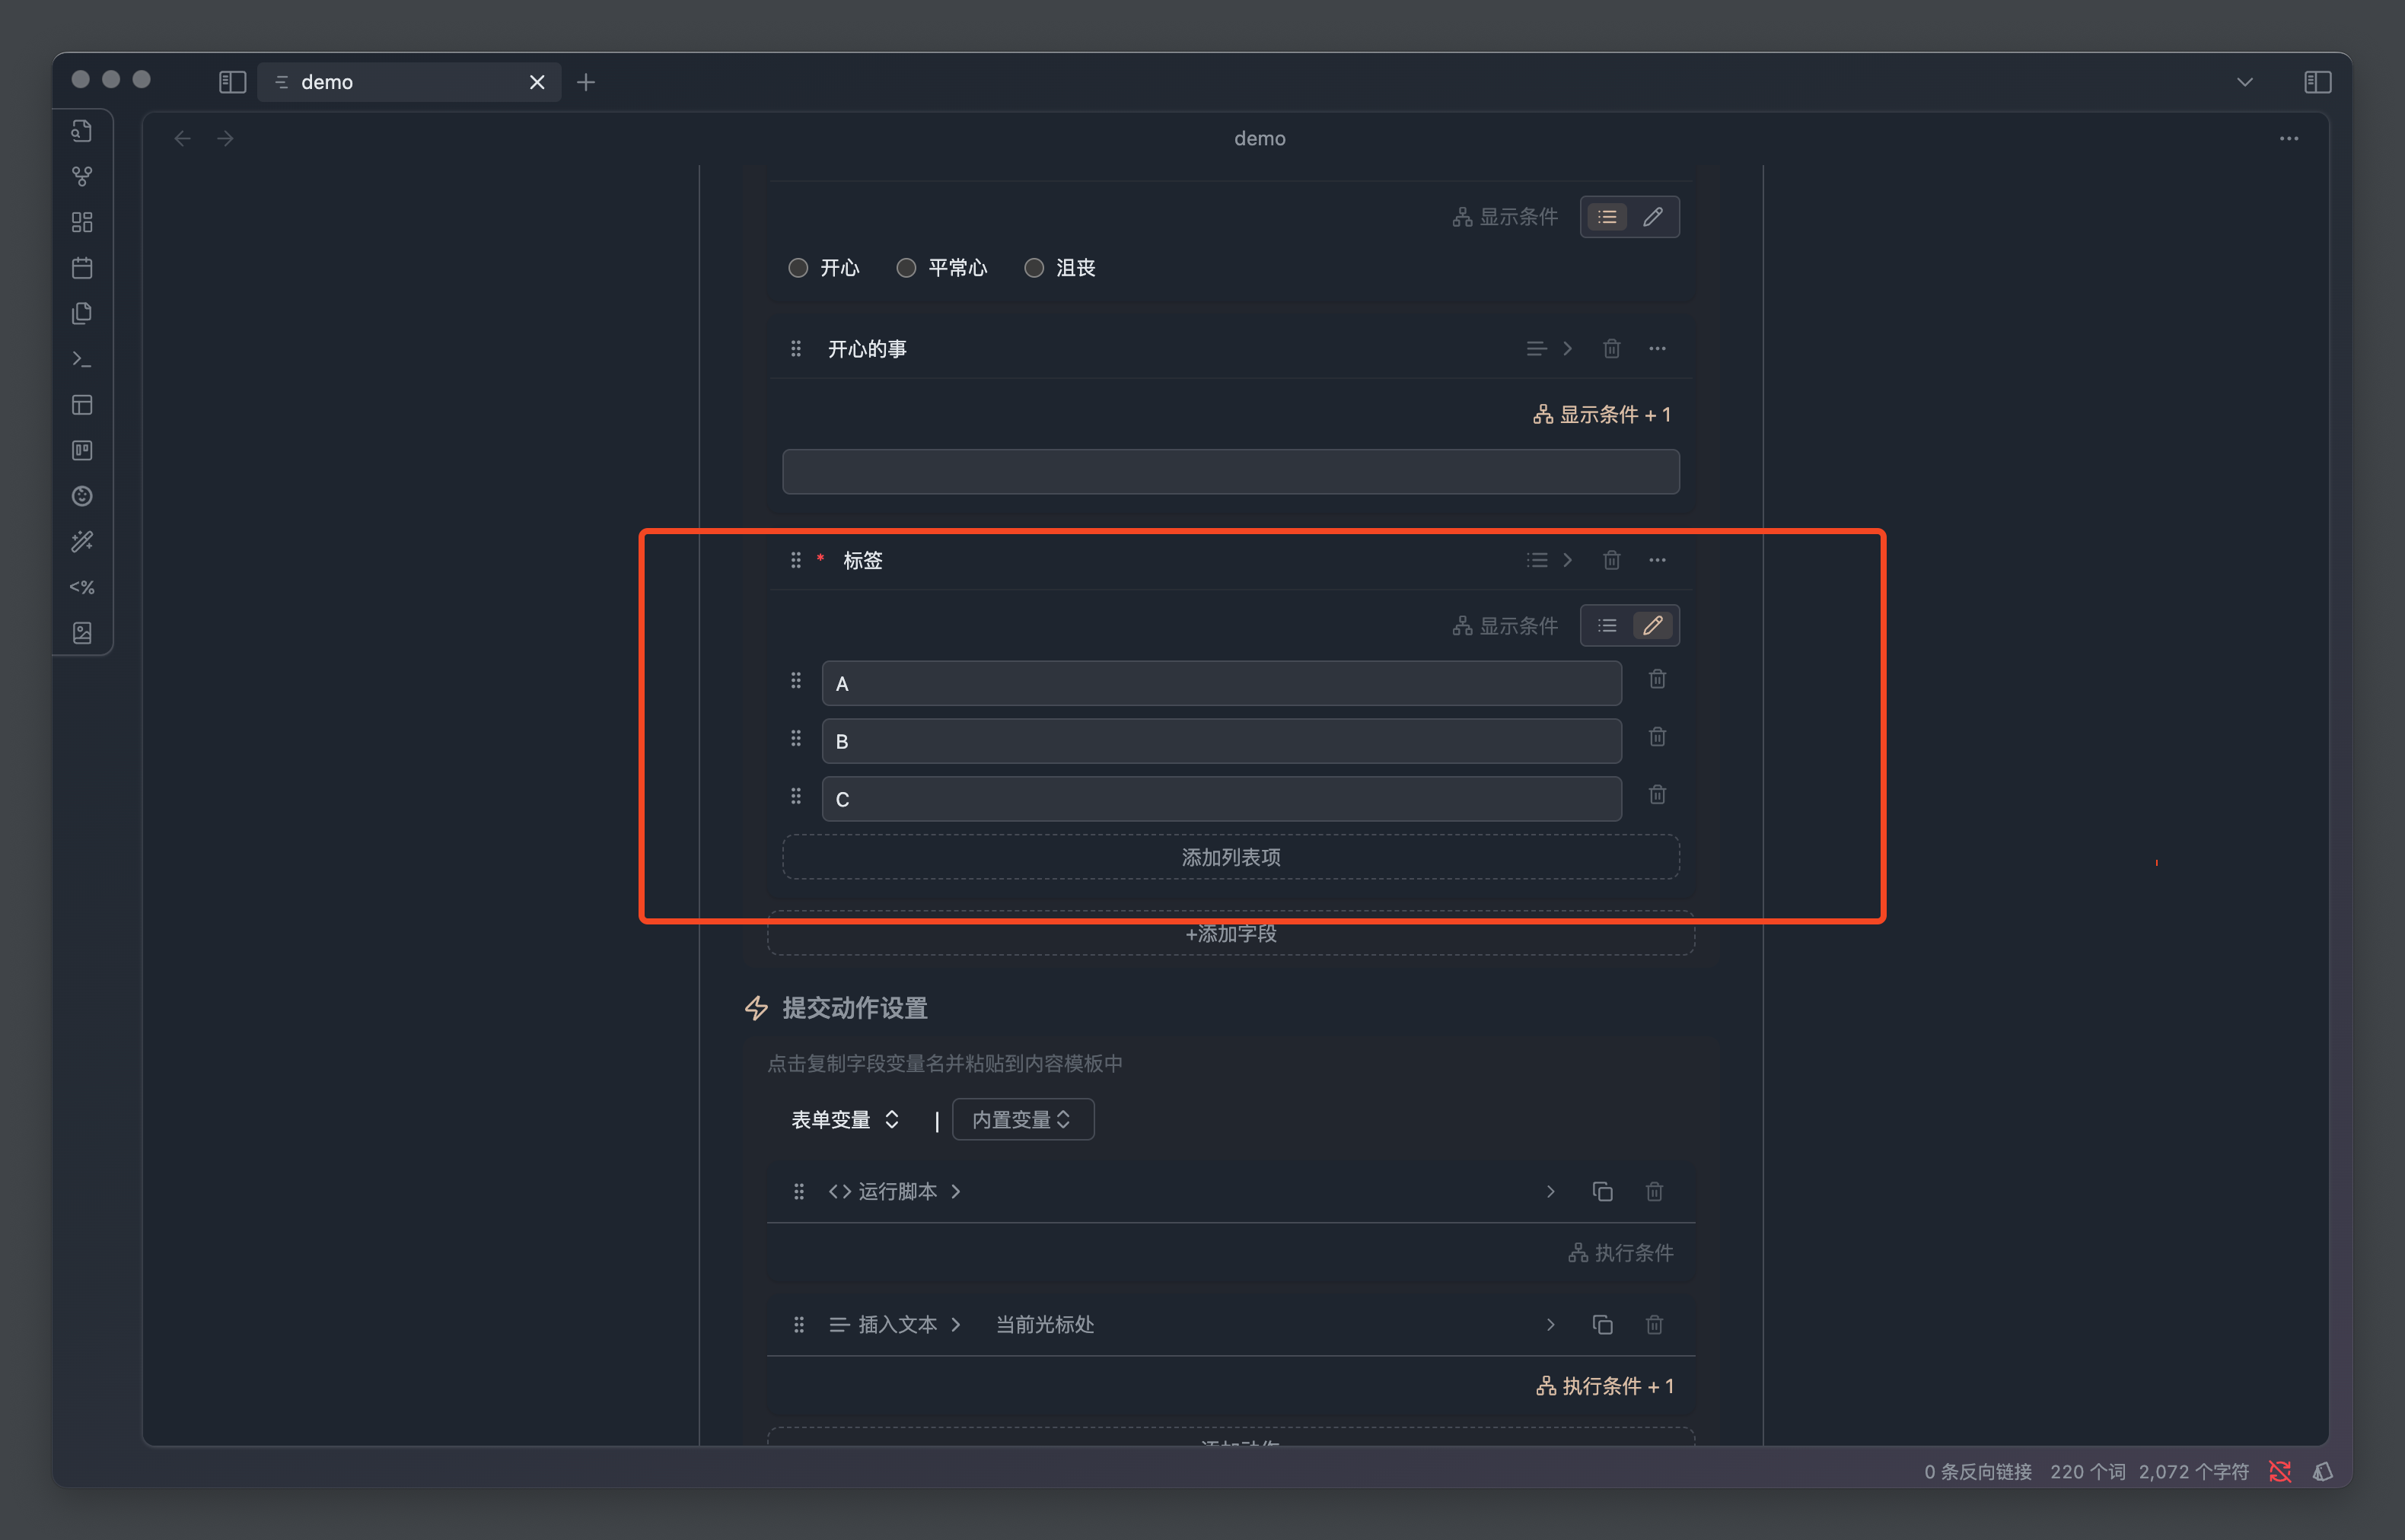 demo
demo
显示条件
开心 平常心 沮丧
开心的事
显示条件 + 1
* 标签
显示条件
A
B
C
添加列表项
+添加字段
提交动作设置
点击复制字段变量名并粘贴到内容模板中
表单变量 | 内置变量
运行脚本
执行条件
插入文本 当前光标处
执行条件 + 1
添加动作
<%
0 条反向链接 220 个词 2,072 个字符